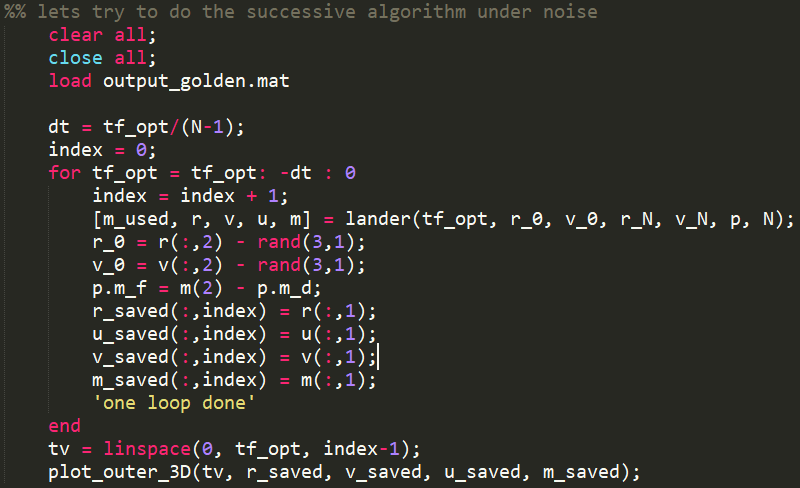 %% lets try to do the successive algorithm under noise
clear all;
close all;
load output_golden.mat
dt = tf_opt/(N-1);
index = 0;
for tf_opt = tf_opt: -dt : 0
index = index + 1;
[m_used, r, v, u, m] = lander(tf_opt, r_0, v_0, r_N, v_N, p, N);
r_0 = r(:,2) - rand(3,1);
v_0 = v(:,2) - rand(3,1);
p.m_f = m(2) - p.m_d;
r_saved(:,index) = r(:,1);
u_saved(:,index) = u(:,1);
v_saved(:,index) = v(:,1);
m_saved(:,index) = m(:,1);
'one loop done'
end
tv = linspace(0, tf_opt, index-1);
plot_outer_3D(tv, r_saved, v_saved, u_saved, m_saved);